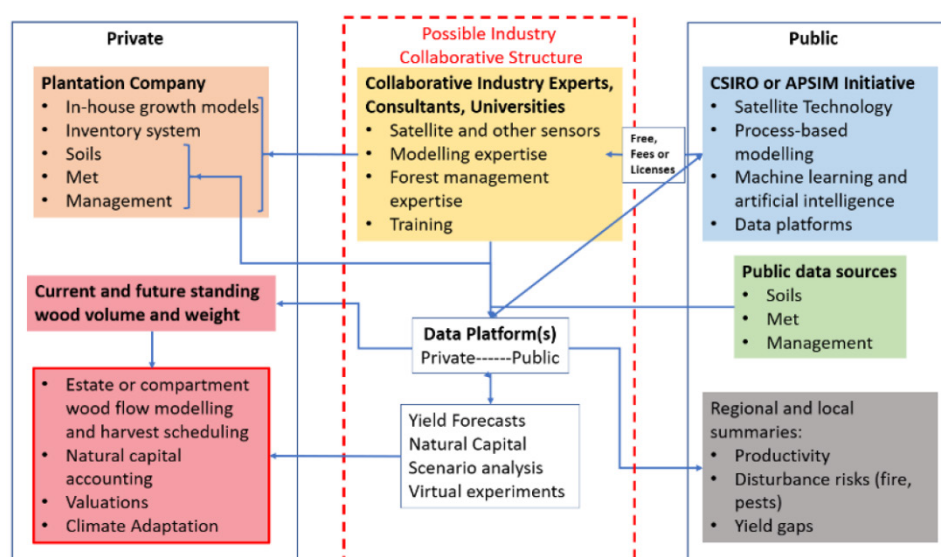 Private
Plantation Company
• In-house growth models
• Inventory system
• Soils
• Met
• Management
Current and future standing
wood volume and weight
• Estate or compartment
wood flow modelling
and harvest scheduling
• Natural capital
accounting
• Valuations
• Climate Adaptation
Possible Industry
Collaborative Structure
Collaborative Industry Experts,
Consultants, Universities
• Satellite and other sensors
• Modelling expertise
• Forest management
expertise
• Training
Free,
Fees or
Licenses
Data Platform(s)
Private------Public
Yield Forecasts
Natural Capital
Scenario analysis
Virtual experiments
Public
CSIRO or APSIM Initiative
• Satellite Technology
• Process-based
modelling
• Machine learning and
artificial intelligence
• Data platforms
Public data sources
• Soils
• Met
• Management
Regional and local
summaries:
• Productivity
• Disturbance risks (fire,
pests)
• Yield gaps